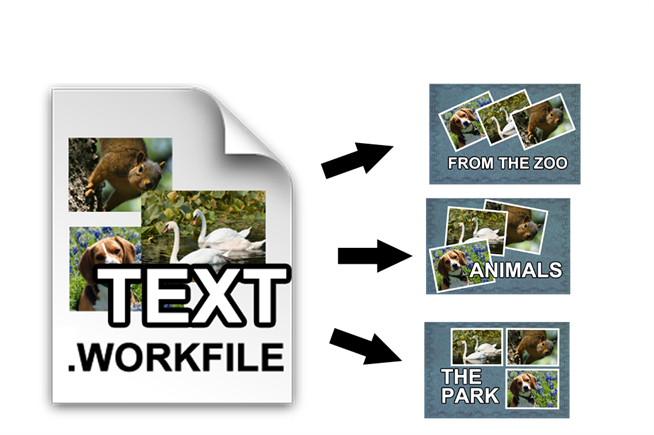 TEXT
.WORKFILE
FROM THE ZOO
ANIMALS
THE
PARK